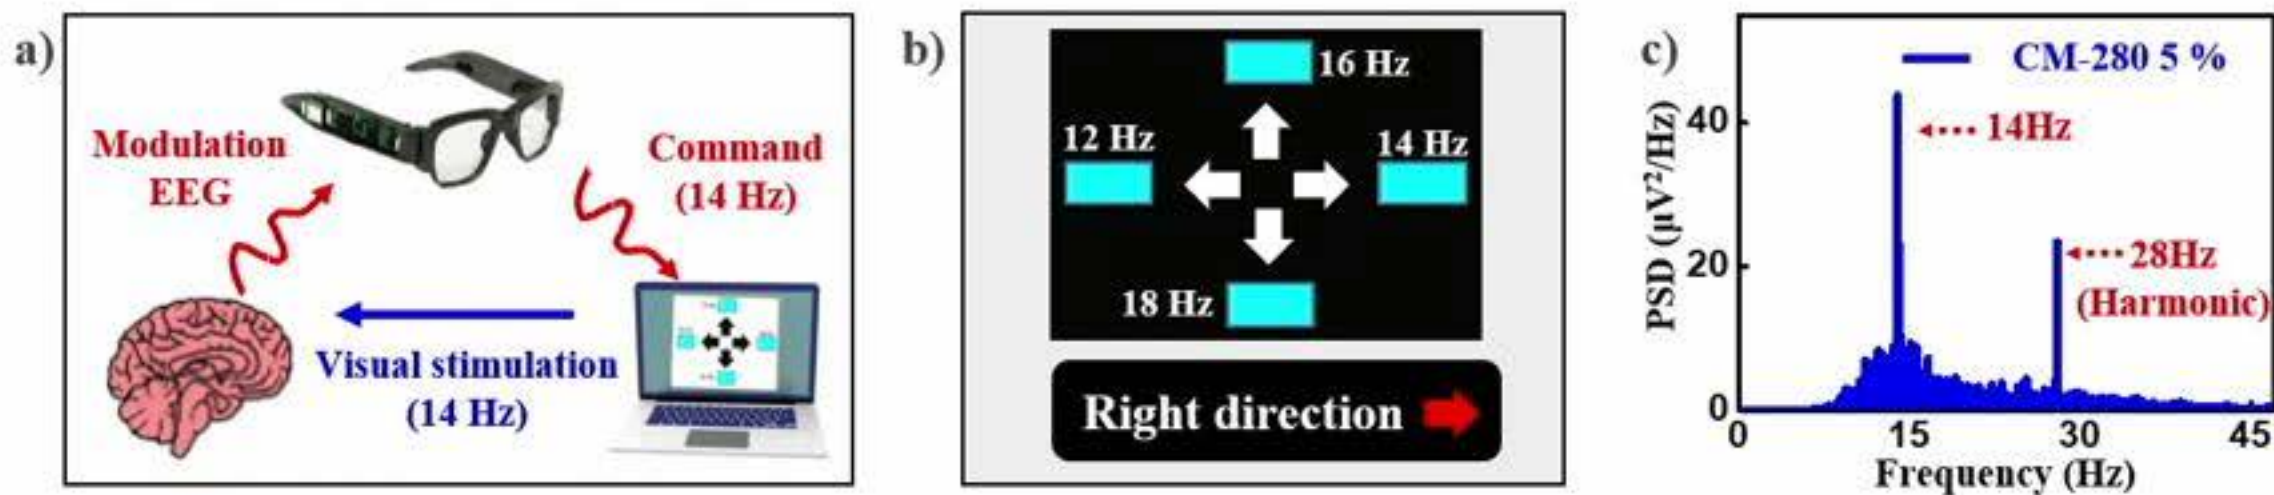 a)
Modulation
EEG
Command
(14 Hz)
Visual stimulation
(14 Hz)
b)
16 Hz
12 Hz
14 Hz
18 Hz
Right direction
c)
CM-280 5 %
PSD (µV²/Hz)
40
20
0
14Hz
28Hz
(Harmonic)
0
15
30
45
Frequency (Hz)